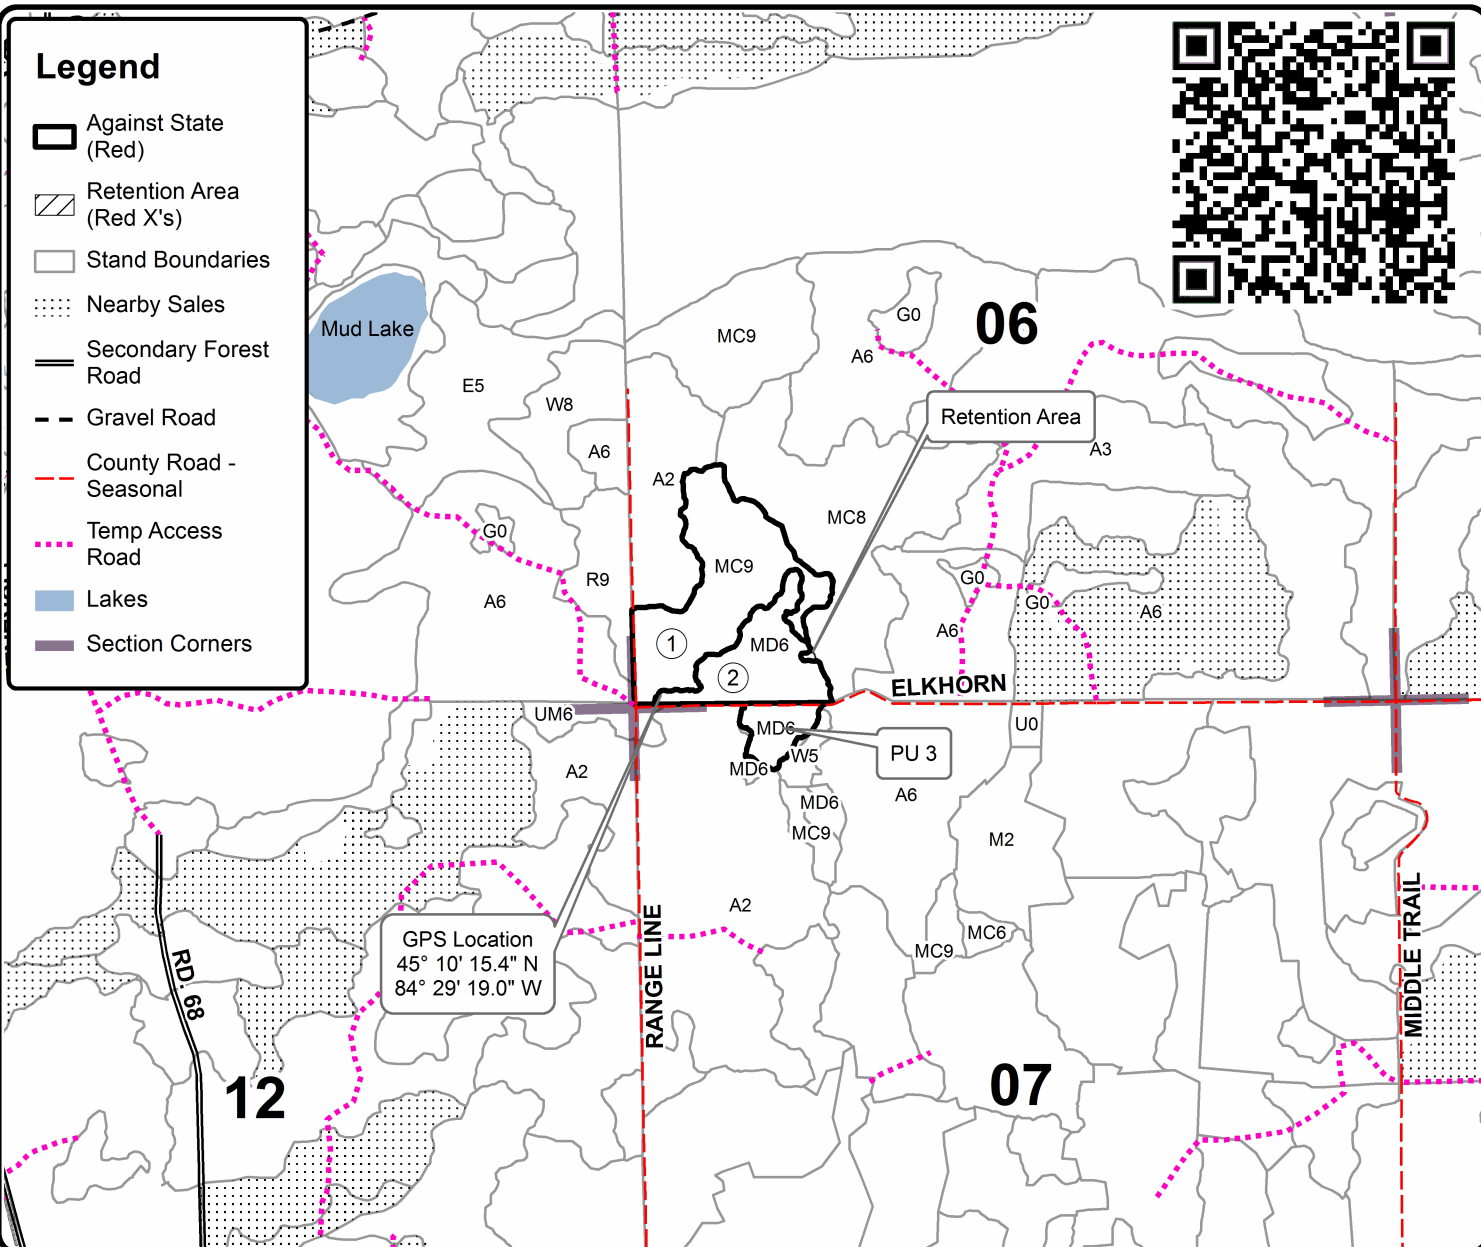 Legend
Against State
(Red)
Retention Area
(Red X's)
Stand Boundaries
Nearby Sales
Secondary Forest
Road
Gravel Road
County Road -
Seasonal
Temp Access
Road
Lakes
Section Corners
Mud Lake
MC9
G0
06
A6
E5
W8
Retention Area
A6
A3
A2
MC8
G0
MC9
R9
G0
A6
G0
A6
A6
1
MD6
2
ELKHORN
UM6
MD6
U0
W5
PU 3
A2
MD6
A6
MD6
MC9
M2
A2
MC6
MC9
GPS Location
45° 10' 15.4" N
84° 29' 19.0" W
RD. 68
RANGE LINE
MIDDLE TRAIL
12
07